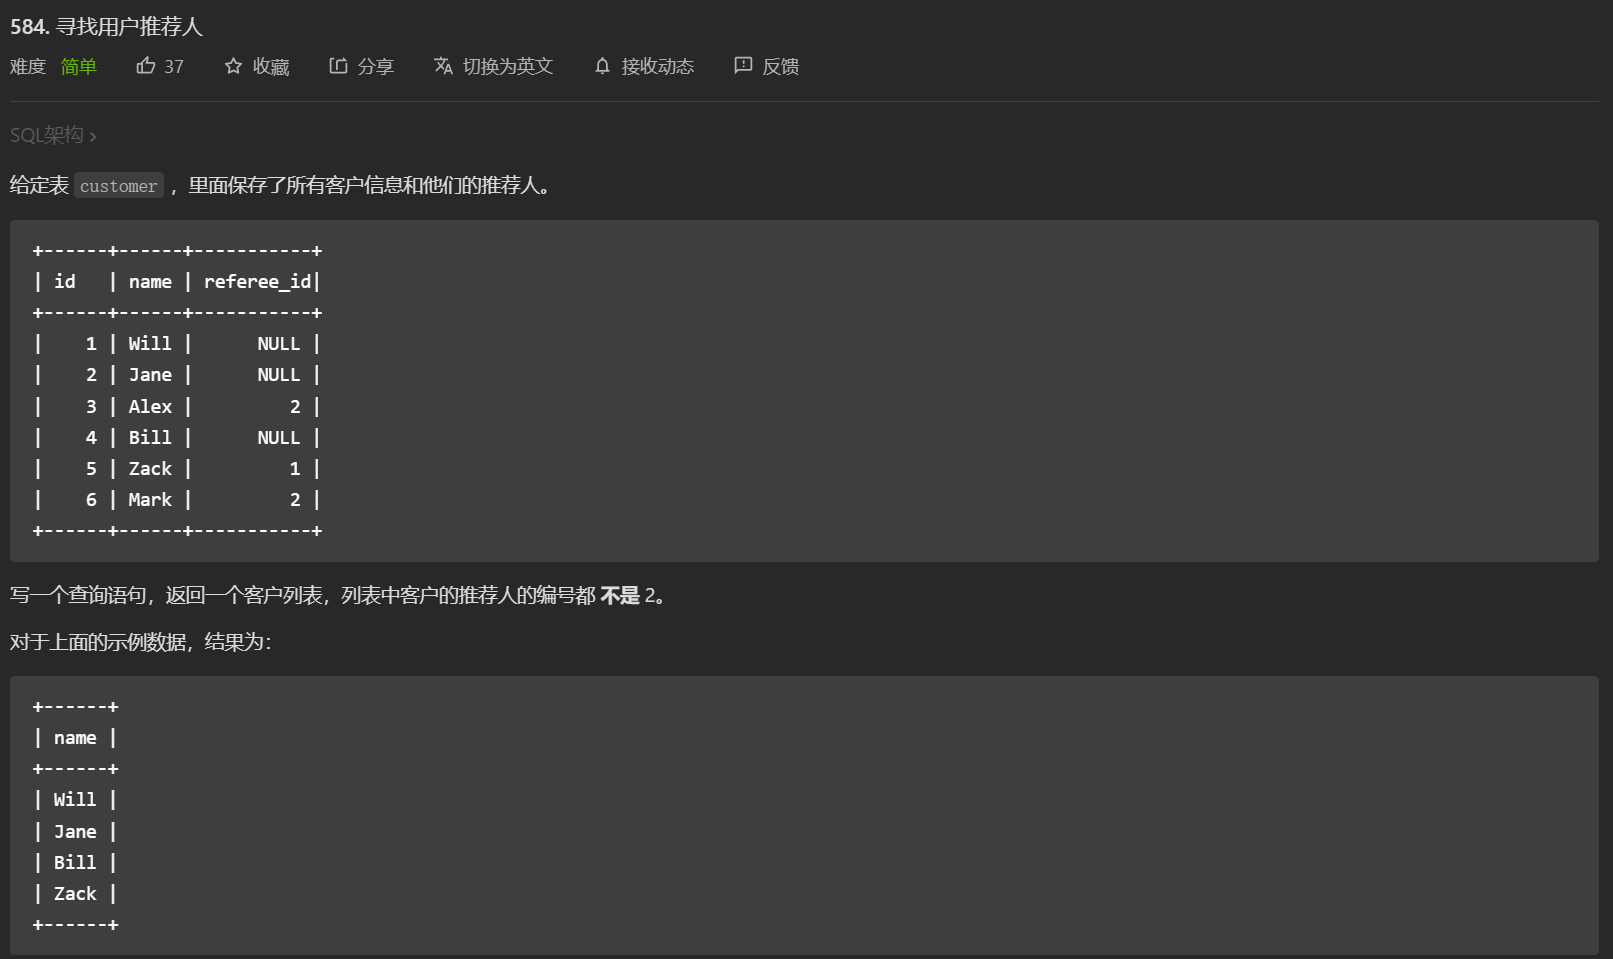 584. 寻找用户推荐人
难度 简单 37 收藏 分享 切换为英文 接收动态 反馈
SQL架构 ›
给定表 customer ，里面保存了所有客户信息和他们的推荐人。
+------+------+-----------+
| id   | name | referee_id|
+------+------+-----------+
|    1 | Will |      NULL |
|    2 | Jane |      NULL |
|    3 | Alex |         2 |
|    4 | Bill |      NULL |
|    5 | Zack |         1 |
|    6 | Mark |         2 |
+------+------+-----------+
写一个查询语句，返回一个客户列表，列表中客户的推荐人的编号都 不是 2。
对于上面的示例数据，结果为：
+------+
| name |
+------+
| Will |
| Jane |
| Bill |
| Zack |
+------+